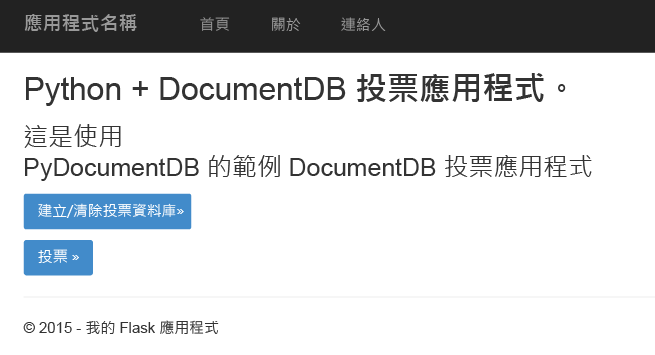 應用程式名稱 首頁 關於 連絡人
Python + DocumentDB 投票應用程式。
這是使用
PyDocumentDB 的範例 DocumentDB 投票應用程式
建立/清除投票資料庫»
投票 »
© 2015 - 我的 Flask 應用程式